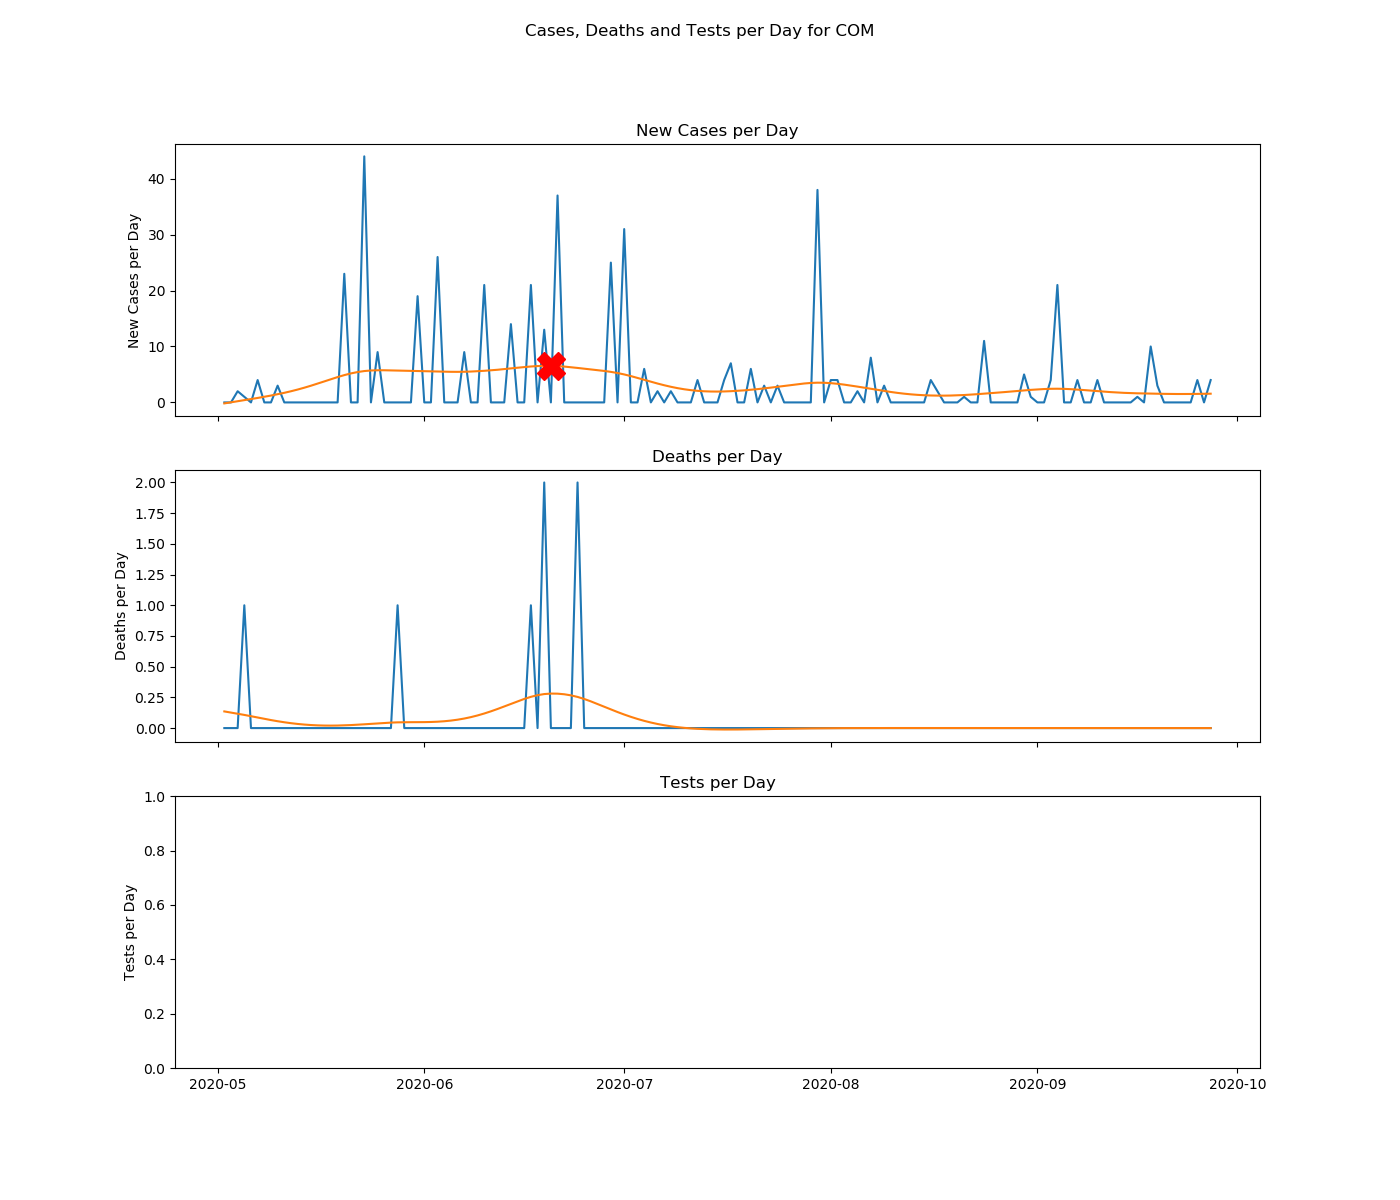 Cases, Deaths and Tests per Day for COM
New Cases per Day
New Cases per Day
40
30
20
10
0
Deaths per Day
Deaths per Day
2.00
1.75
1.50
1.25
1.00
0.75
0.50
0.25
0.00
Tests per Day
Tests per Day
1.0
0.8
0.6
0.4
0.2
0.0
2020-05 2020-06 2020-07 2020-08 2020-09 2020-10